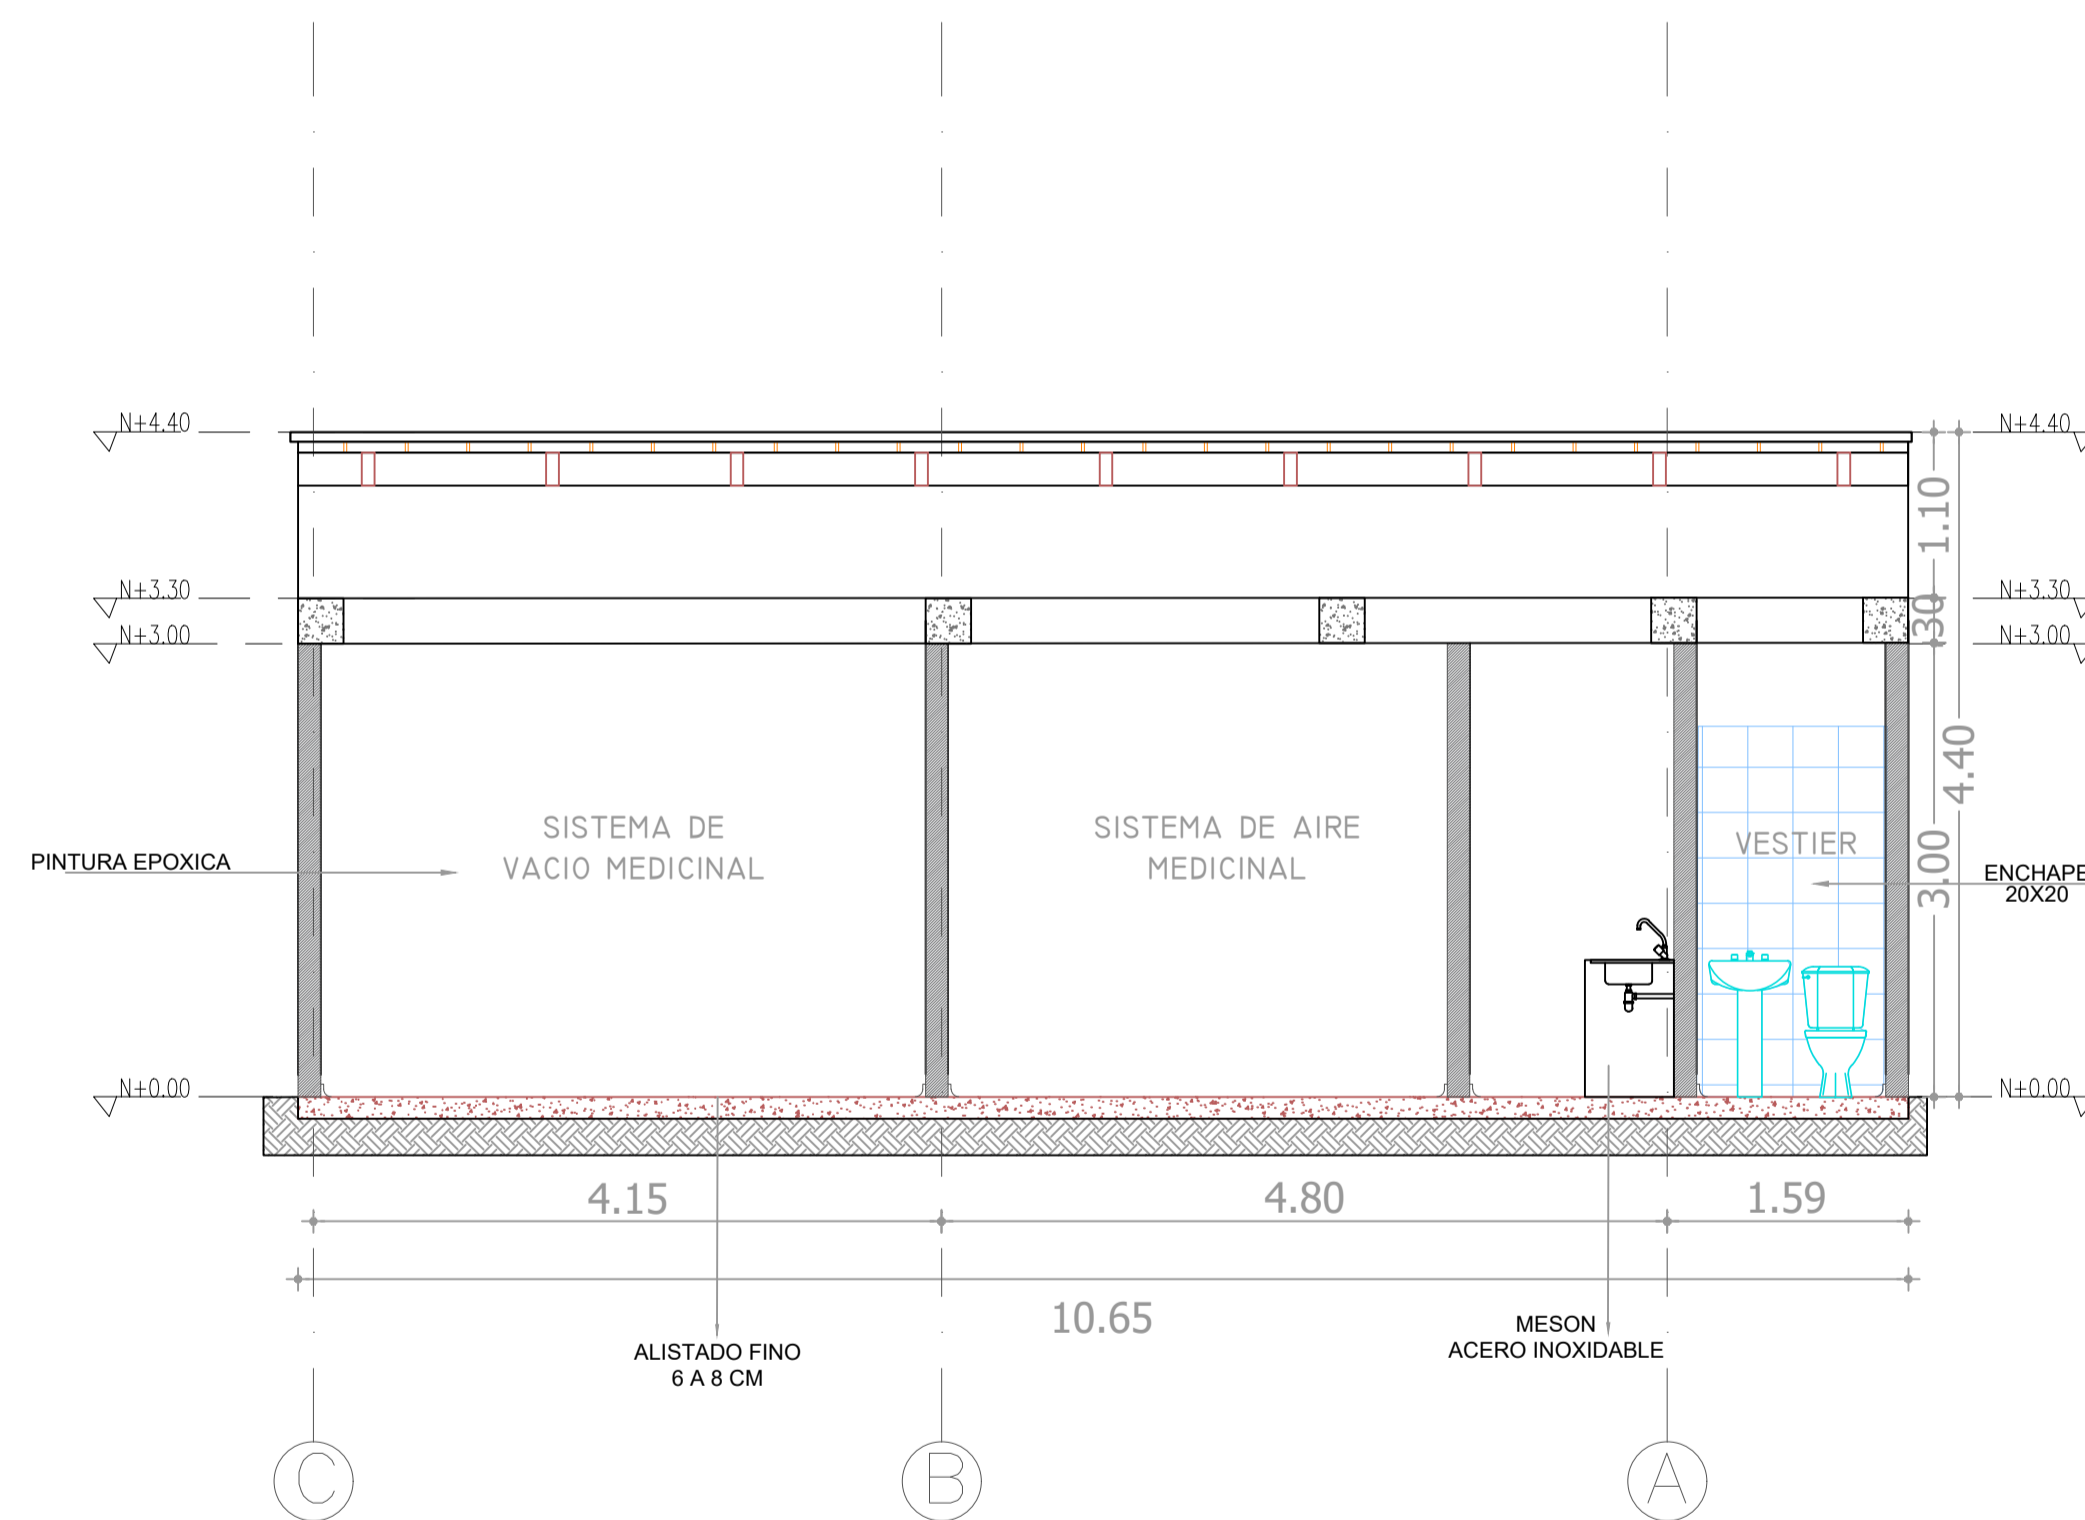 N+4.40
N+4.40
1.10
N+3.30
N+3.30
30
N+3.00
N+3.00
4.40
SISTEMA DE
VACIO MEDICINAL
SISTEMA DE AIRE
MEDICINAL
VESTIER
3.00
PINTURA EPOXICA
ENCHAPE
20X20
N+0.00
N+0.00
4.15
4.80
1.59
10.65
ALISTADO FINO
6 A 8 CM
MESON
ACERO INOXIDABLE
C
B
A